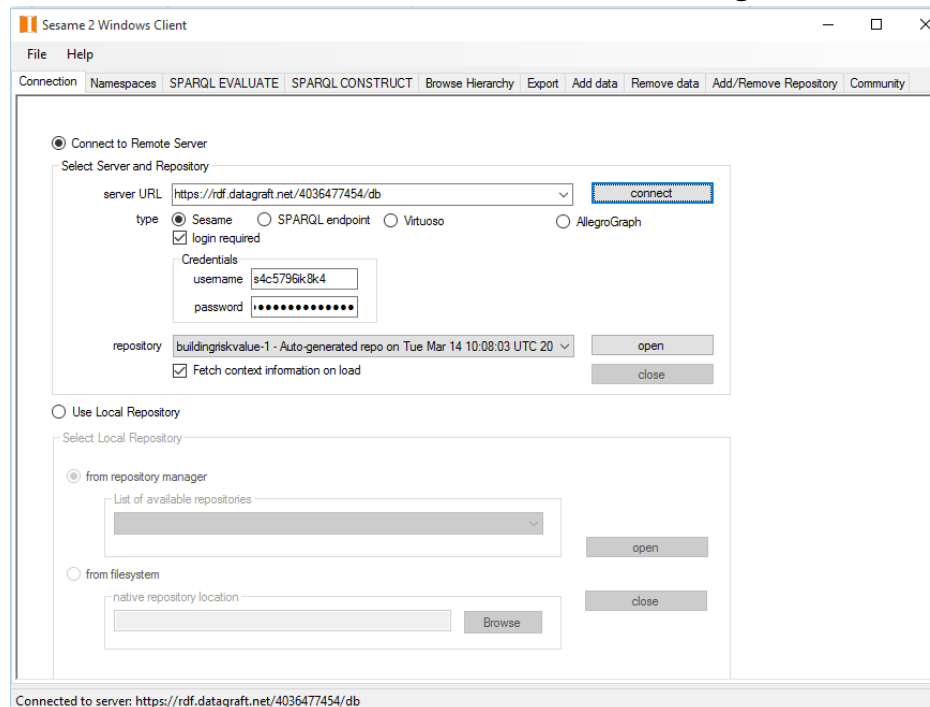 Sesame 2 Windows Client
File Help
Connection Namespaces SPARQL EVALUATE SPARQL CONSTRUCT Browse Hierarchy Export Add data Remove data Add/Remove Repository Community
Connect to Remote Server
Select Server and Repository
server URL https://rdf.datagraft.net/4036477454/db connect
type Sesame SPARQL endpoint Virtuoso AllegroGraph
login required
Credentials
username s4c5796ik8k4
password •••••••••••••
repository buildingriskvalue-1 - Auto-generated repo on Tue Mar 14 10:08:03 UTC 20 open
Fetch context information on load close
Use Local Repository
Select Local Repository
from repository manager
List of available repositories
open
from filesystem
native repository location close
Browse
Connected to server: https://rdf.datagraft.net/4036477454/db